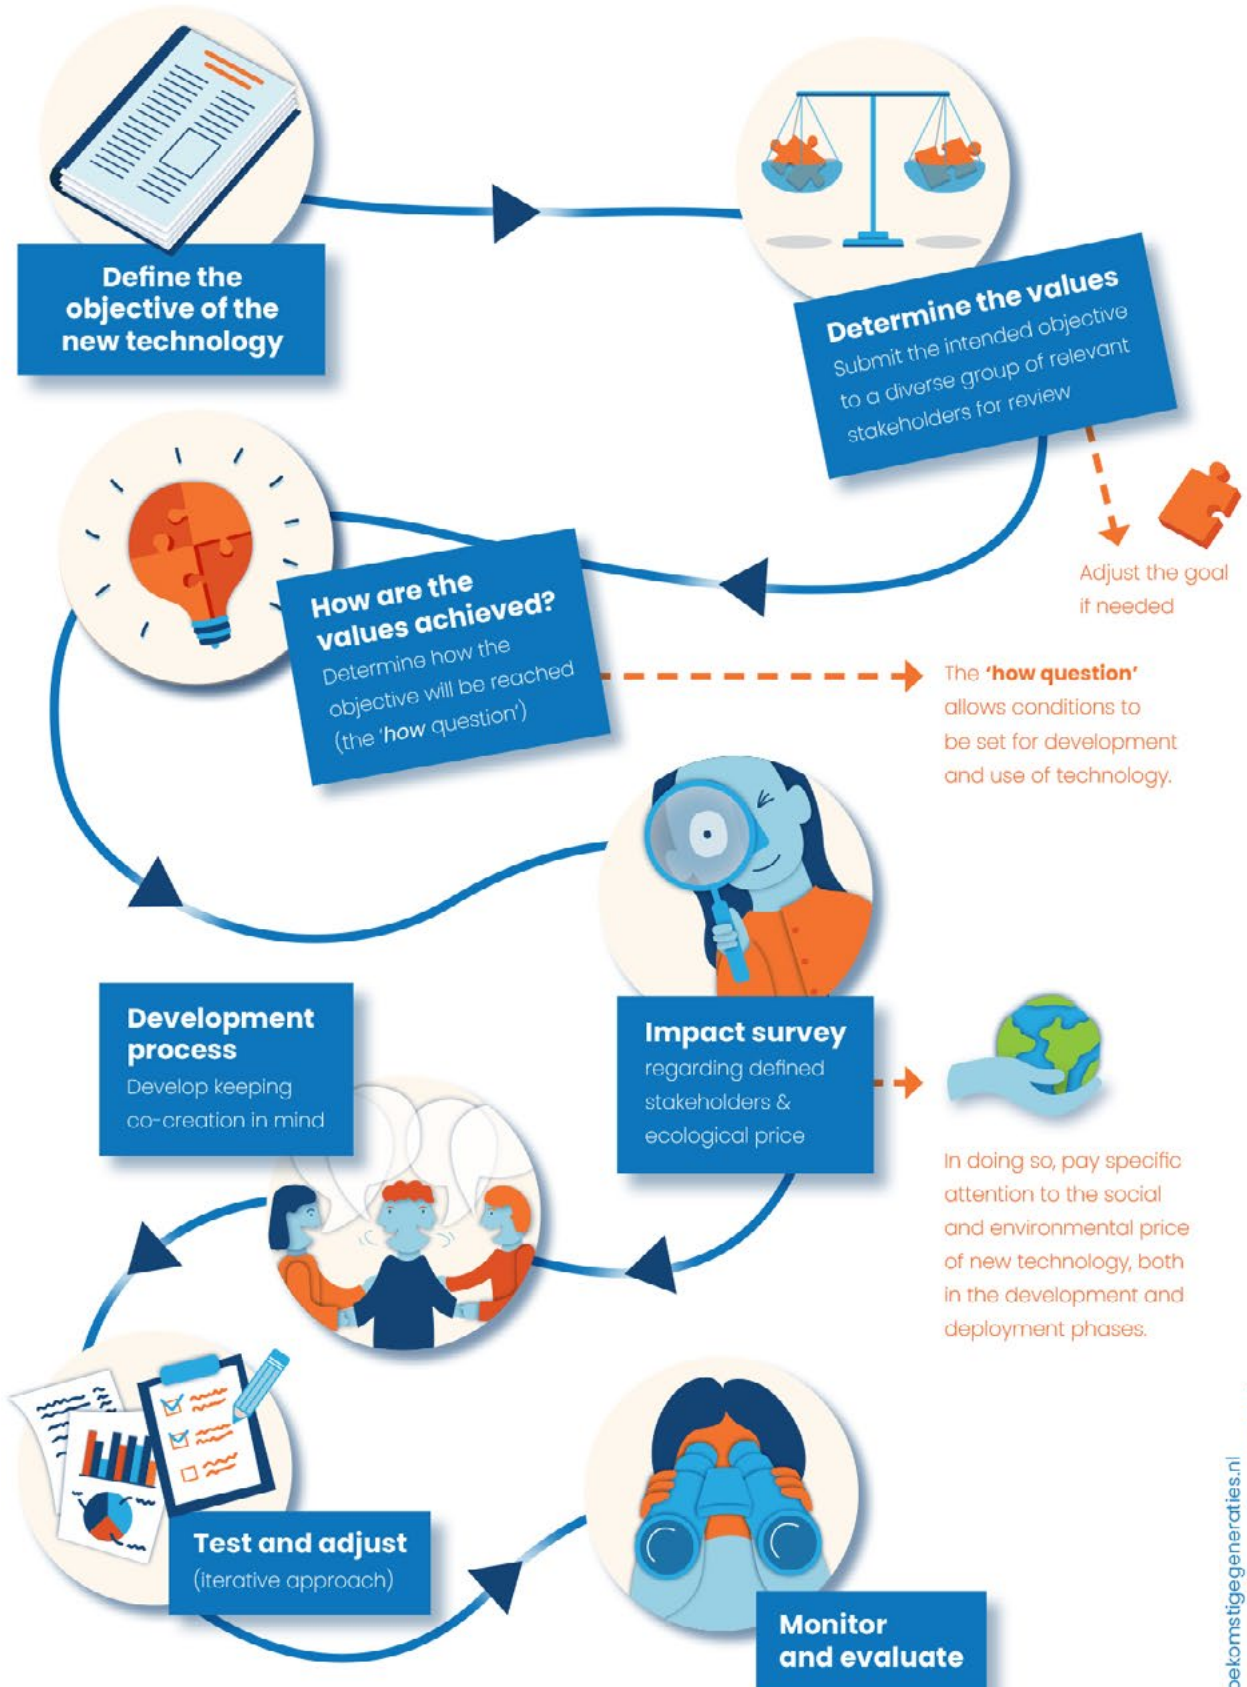 Define the
objective of the
new technology
Determine the values
Submit the intended objective
to a diverse group of relevant
stakeholders for review
Adjust the goal
if needed
How are the
values achieved?
Determine how the
objective will be reached
(the 'how question')
The 'how question'
allows conditions to
be set for development
and use of technology.
Impact survey
regarding defined
stakeholders &
ecological price
In doing so, pay specific
attention to the social
and environmental price
of new technology, both
in the development and
deployment phases.
Development
process
Develop keeping
co-creation in mind
Test and adjust
(iterative approach)
Monitor
and evaluate
oekomstigegeneraties.nl